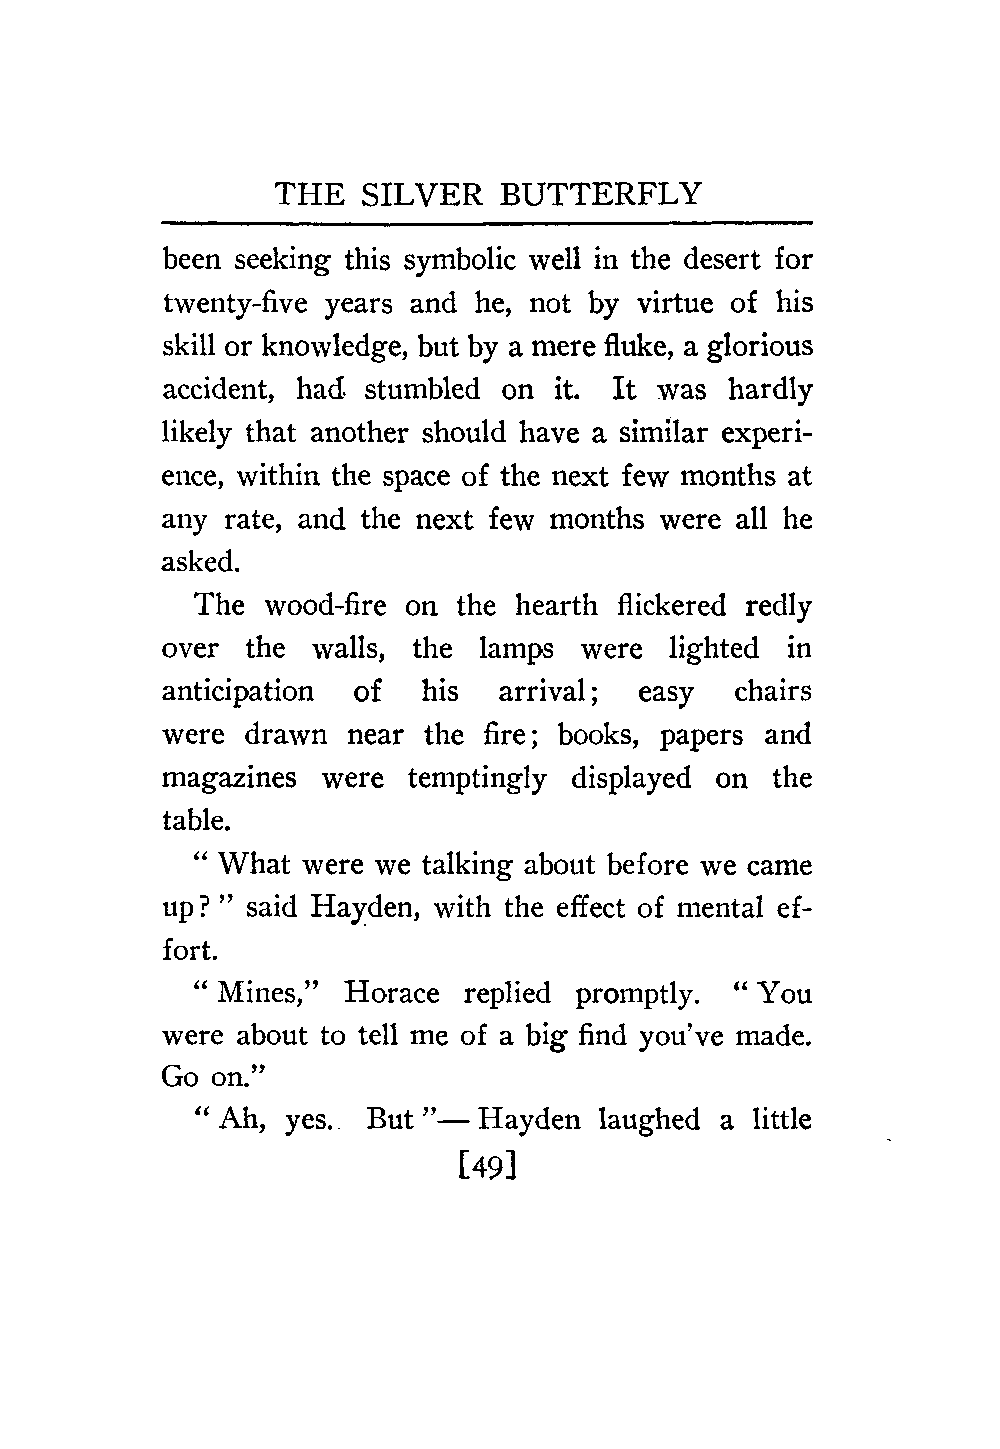 THE SILVER BUTTERFLY
been seeking this symbolic well in the desert for
twenty-five years and he, not by virtue of his
skill or knowledge, but by a mere fluke, a glorious
accident, had stumbled on it. It was hardly
likely that another should have a similar experi-
ence, within the space of the next few months at
any rate, and the next few months were all he
asked.
The wood-fire on the hearth flickered redly
over the walls, the lamps were lighted in
anticipation of his arrival; easy chairs
were drawn near the fire; books, papers and
magazines were temptingly displayed on the
table.
“ What were we talking about before we came
up? ” said Hayden, with the effect of mental ef-
fort.
“ Mines,” Horace replied promptly. “ You
were about to tell me of a big find you’ve made.
Go on.”
“ Ah, yes. But ”— Hayden laughed a little
[49]